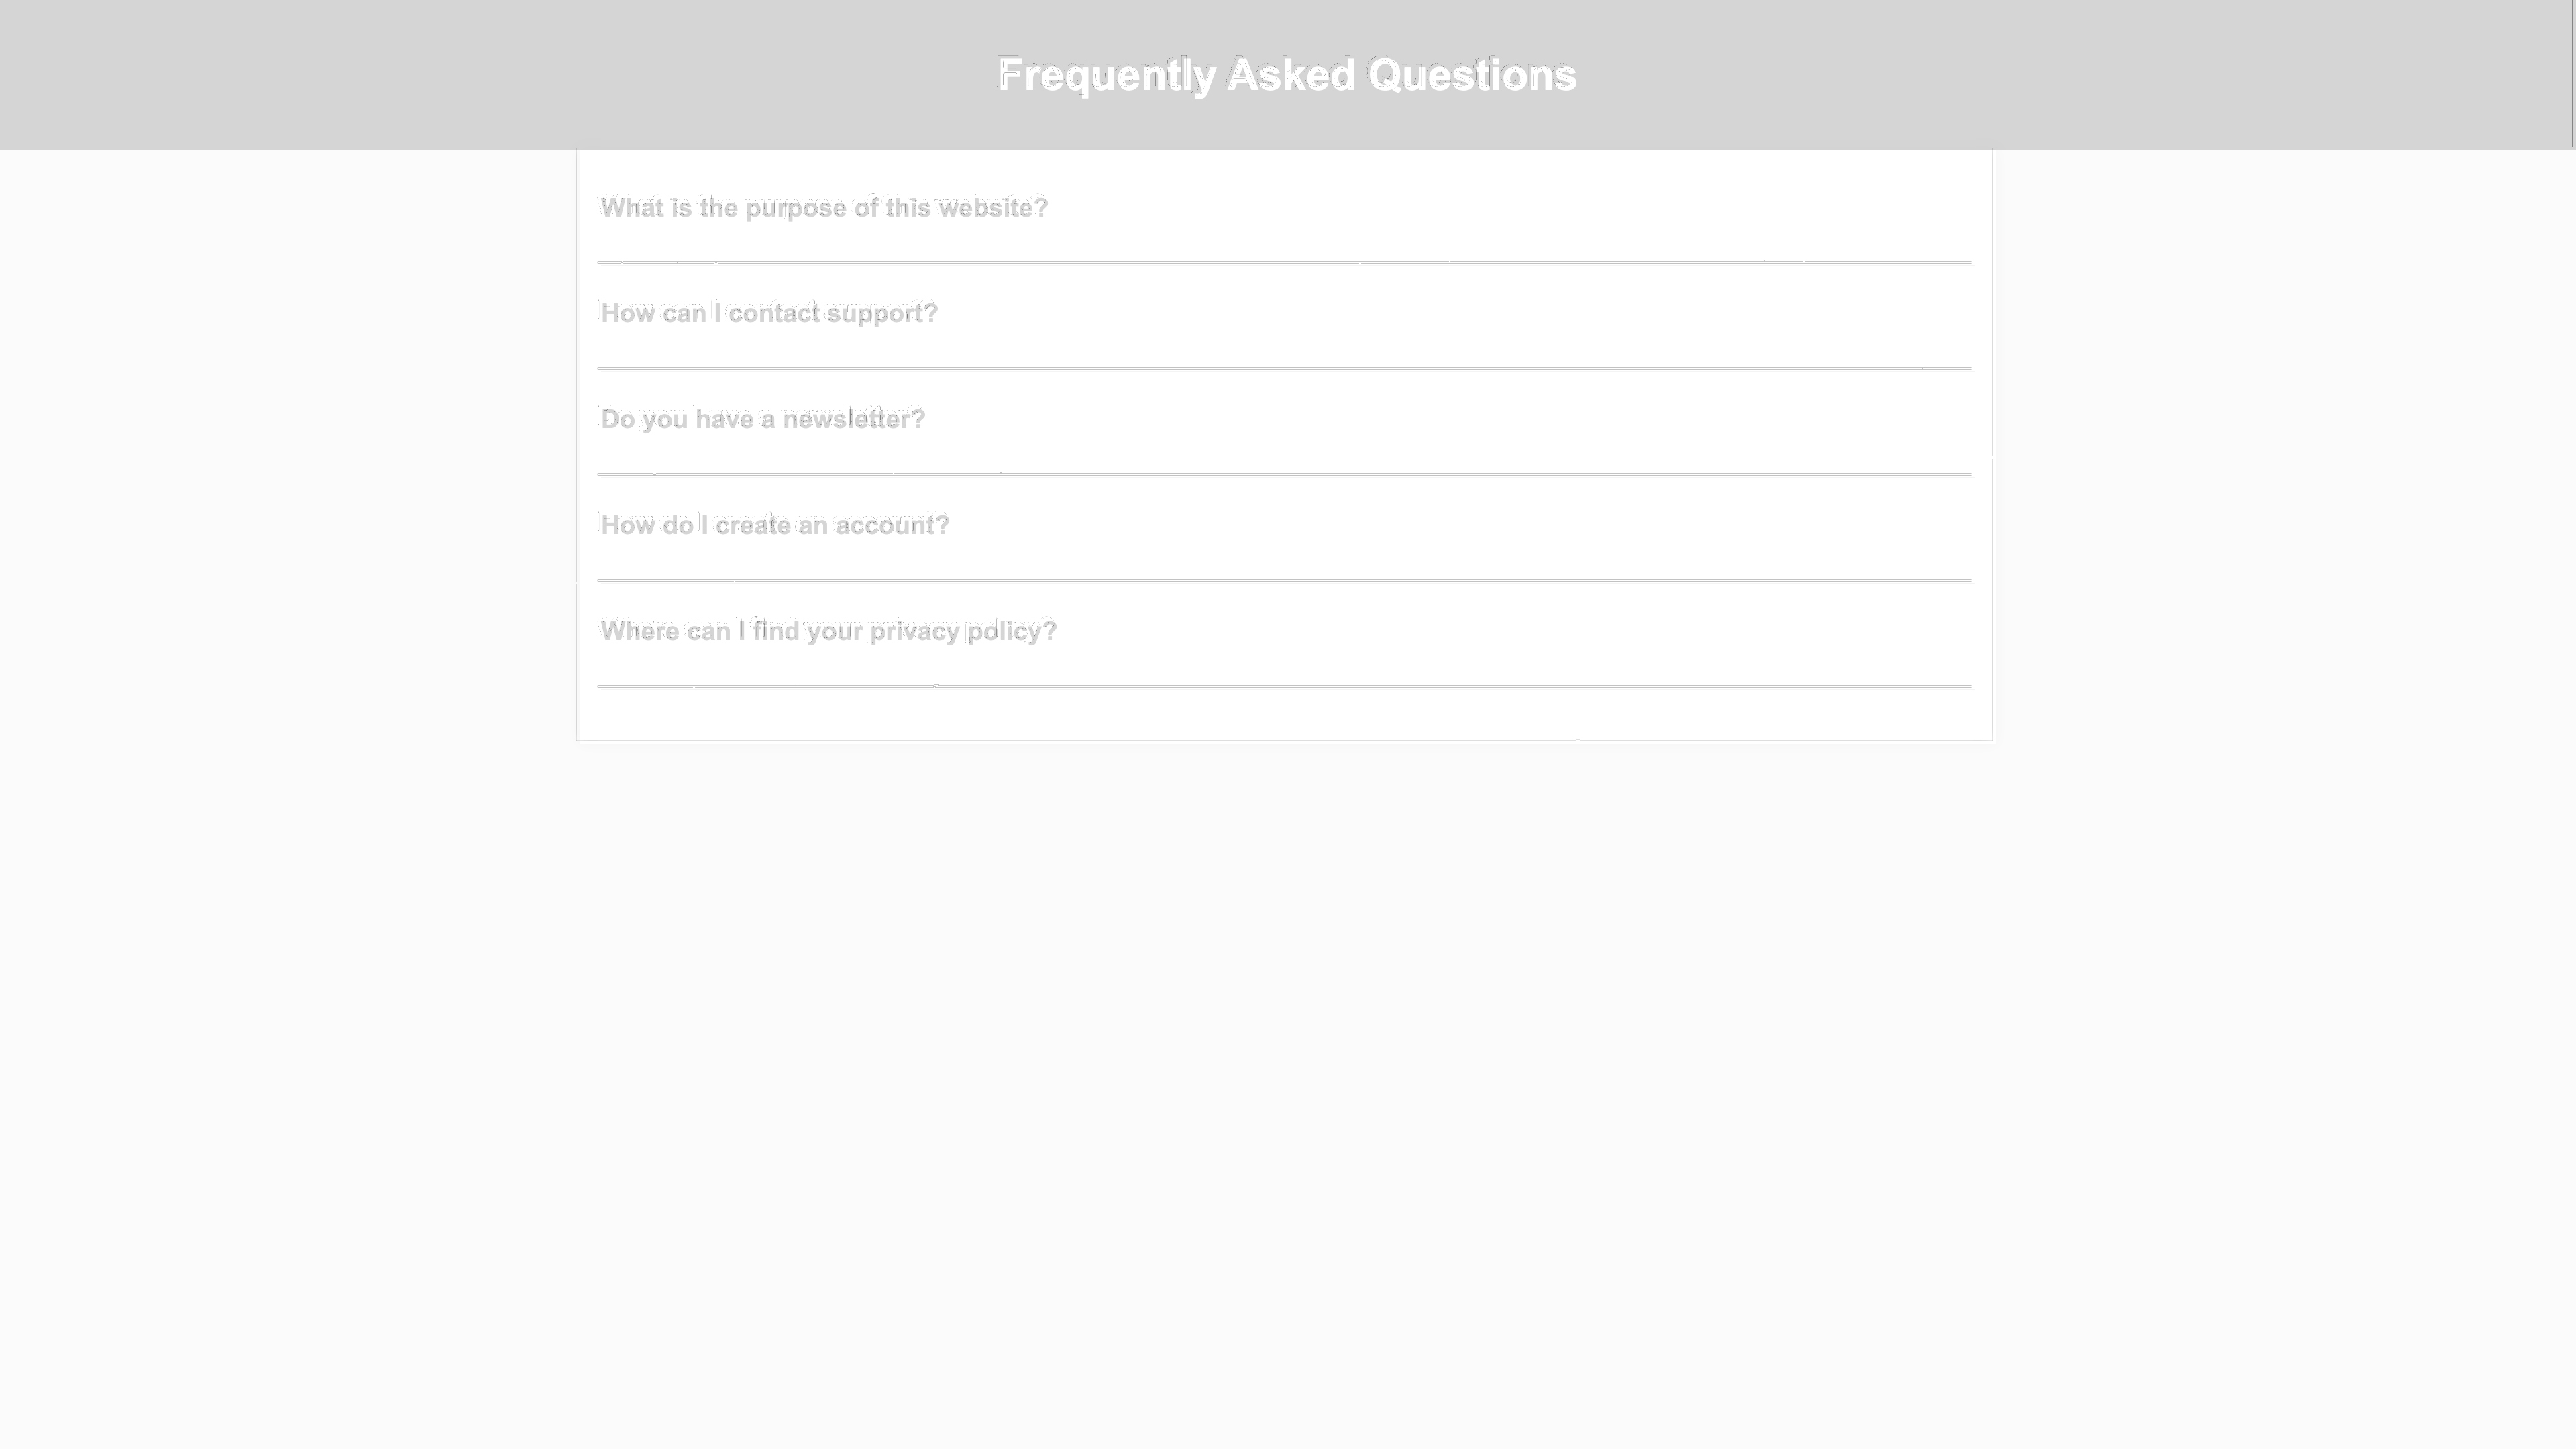 Frequently Asked Questions
What is the purpose of this website?
How can I contact support?
Do you have a newsletter?
How do I create an account?
Where can I find your privacy policy?